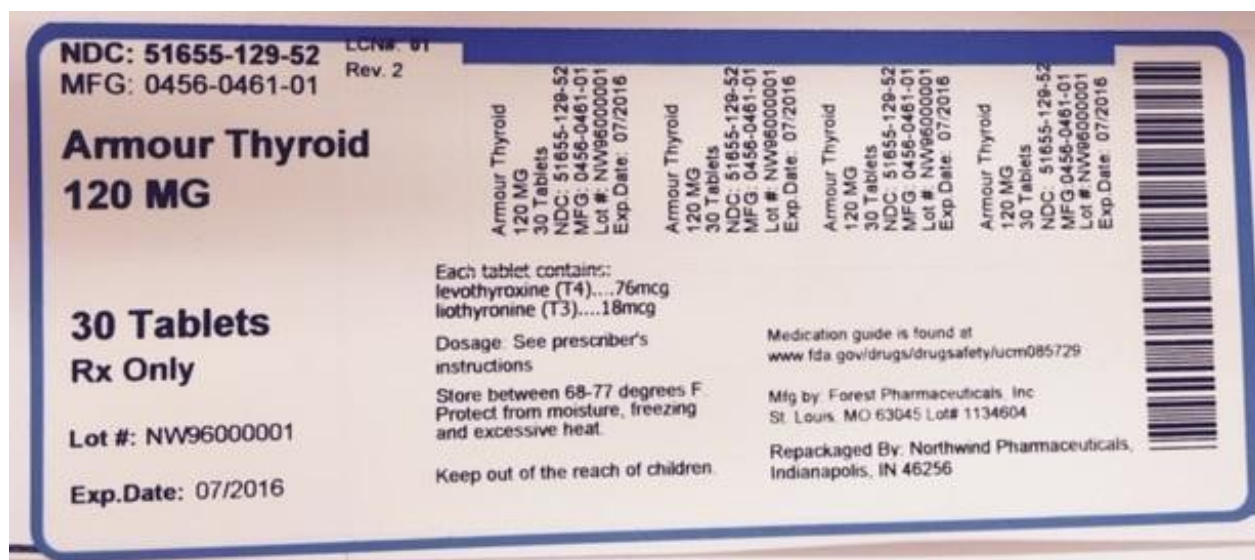 NDC: 51655-129-52
LCN#: 01
MFG: 0456-0461-01
Rev. 2
Armour Thyroid
120 MG
30 Tablets
Rx Only
Lot #: NW96000001
Exp.Date: 07/2016
Armour Thyroid
120 MG
30 Tablets
NDC: 51655-129-52
MFG: 0456-0461-01
Lot #: NW96000001
Exp.Date: 07/2016
Armour Thyroid
120 MG
30 Tablets
NDC: 51655-129-52
MFG: 0456-0461-01
Lot #: NW96000001
Exp.Date: 07/2016
Armour Thyroid
120 MG
30 Tablets
NDC: 51655-129-52
MFG: 0456-0461-01
Lot #: NW96000001
Exp.Date: 07/2016
Armour Thyroid
120 MG
30 Tablets
NDC: 51655-129-52
MFG:0456-0461-01
Lot #: NW96000001
Exp.Date: 07/2016
Each tablet contains:
levothyroxine (T4)....76mcg
liothyronine (T3)....18mcg
Dosage: See prescriber's
instructions
Store between 68-77 degrees F.
Protect from moisture, freezing
and excessive heat.
Keep out of the reach of children.
Medication guide is found at
www.fda.gov/drugs/drugsafety/ucm085729
Mfg by: Forest Pharmaceuticals, Inc
St. Louis, MO 63045 Lot# 1134604
Repackaged By: Northwind Pharmaceuticals,
Indianapolis, IN 46256